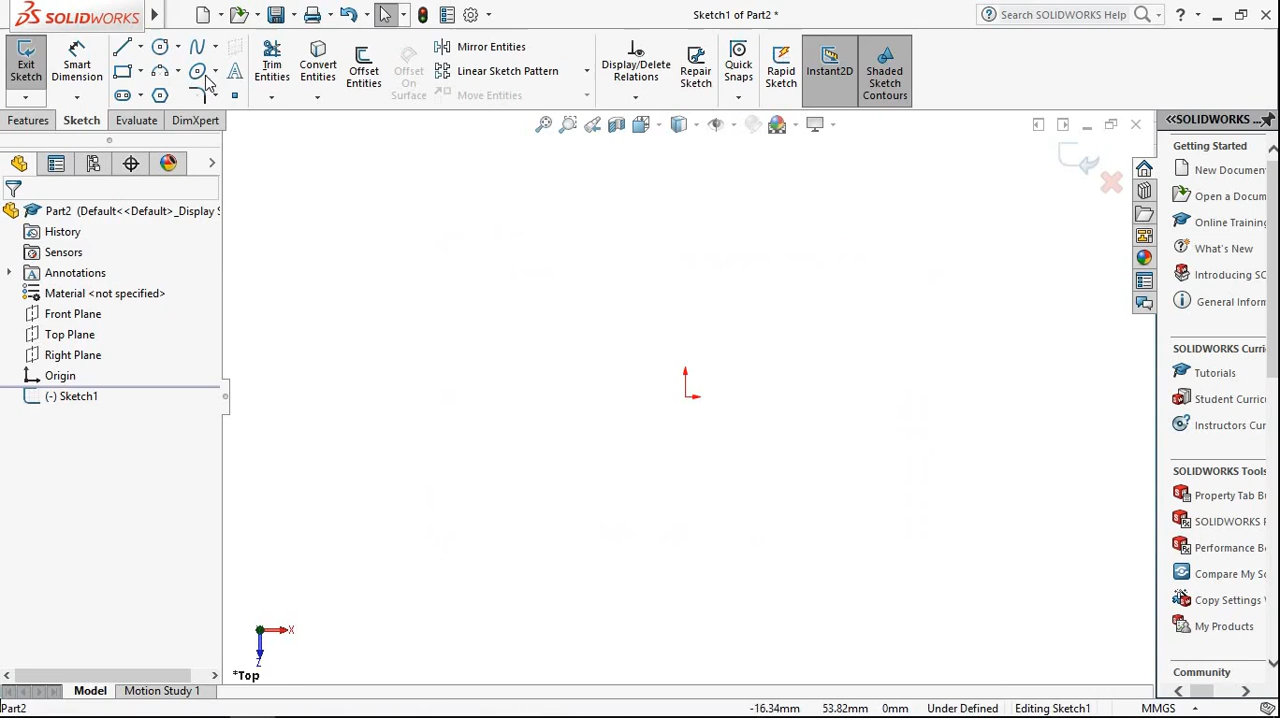 SOLIDWORKS
Sketch1 of Part2 *
Search SOLIDWORKS Help
?
Exit Sketch
Smart Dimension
Trim Entities
Convert Entities
Offset Entities
Offset On Surface
Mirror Entities
Linear Sketch Pattern
Move Entities
Display/Delete Relations
Repair Sketch
Quick Snaps
Rapid Sketch
Instant2D
Shaded Sketch Contours
Features
Sketch
Evaluate
DimXpert
Part2 (Default<<Default>_Display S
History
Sensors
Annotations
Material <not specified>
Front Plane
Top Plane
Right Plane
Origin
(-) Sketch1
X
Z
*Top
SOLIDWORKS ...
Getting Started
New Documen
Open a Docum
Online Training
What's New
Introducing SO
General Inform
SOLIDWORKS Curri
Tutorials
Student Curric
Instructors Cur
SOLIDWORKS Tools
Property Tab Bu
SOLIDWORKS R
Performance Be
Compare My Sc
Copy Settings W
My Products
Community
Model
Motion Study 1
Part2
-16.34mm
53.82mm
0mm
Under Defined
Editing Sketch1
MMGS